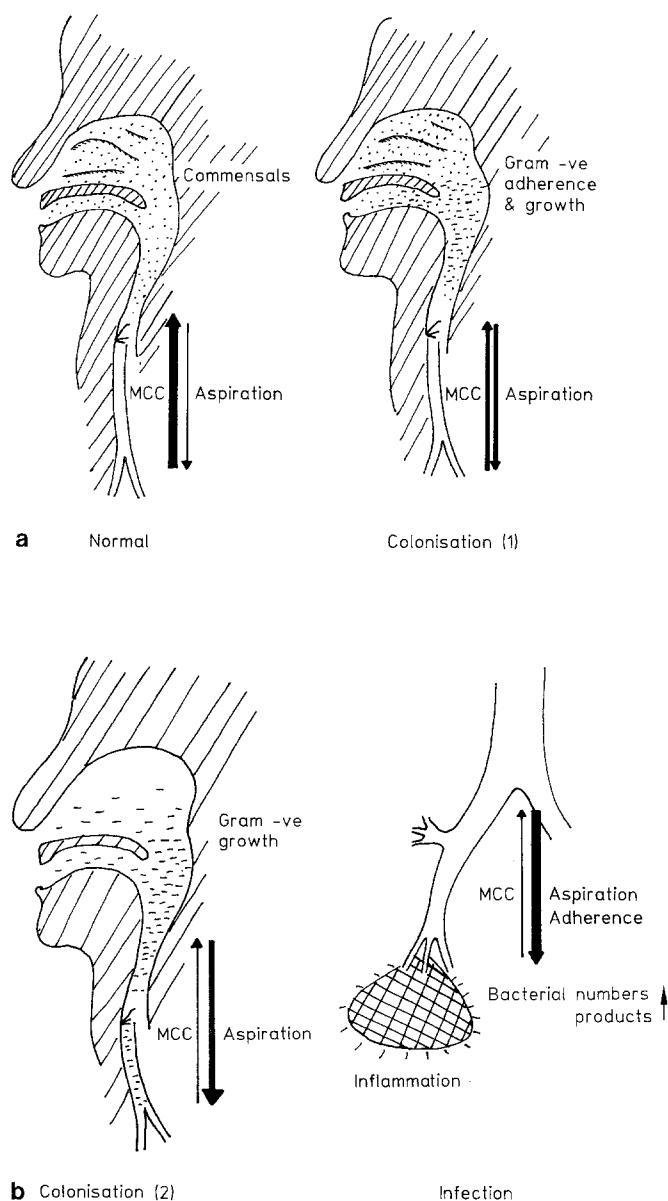 Commensals
MCC
Aspiration
a Normal
Gram -ve
adherence
& growth
MCC
Aspiration
Colonisation (1)
Gram -ve
growth
MCC
Aspiration
b Colonisation (2)
MCC
Aspiration
Adherence
Bacterial numbers
products
Inflammation
Infection